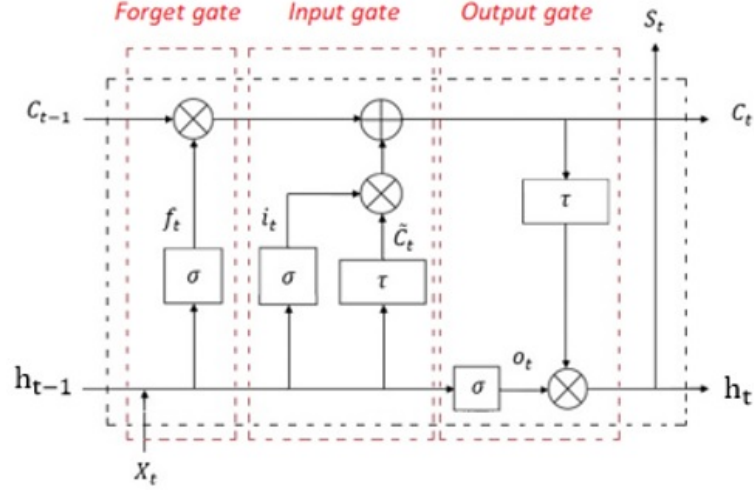 Forget gate Input gate Output gate
S_t
C_{t-1} C_t
τ
f_t i_t C̃_t
σ σ τ
h_{t-1} σ o_t h_t
X_t